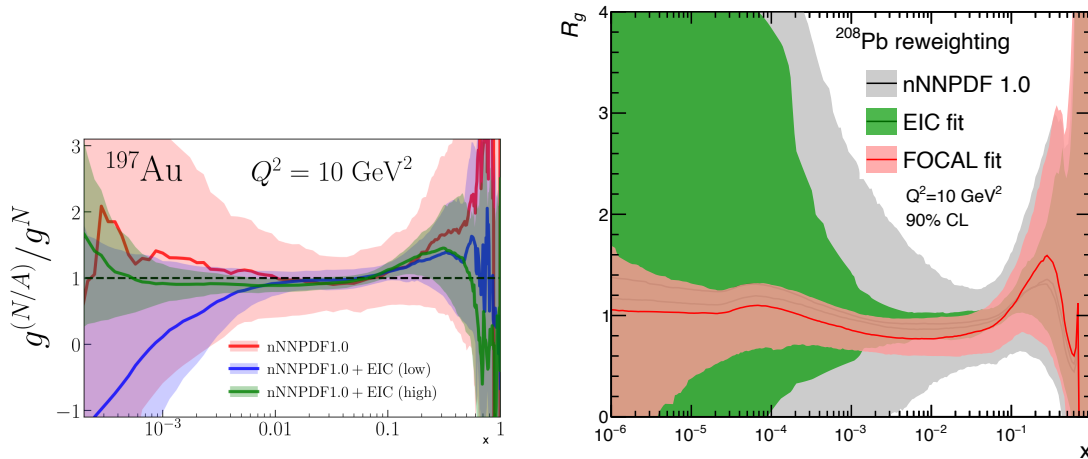 3
2
1
0
−1
g^(N/A)/g^N
¹⁹⁷Au
Q² = 10 GeV²
nNNPDF1.0
nNNPDF1.0 + EIC (low)
nNNPDF1.0 + EIC (high)
10⁻³
0.01
0.1
1
x
R_g
4
3
2
1
0
²⁰⁸Pb reweighting
nNNPDF 1.0
EIC fit
FOCAL fit
Q²=10 GeV²
90% CL
10⁻⁶
10⁻⁵
10⁻⁴
10⁻³
10⁻²
10⁻¹
x